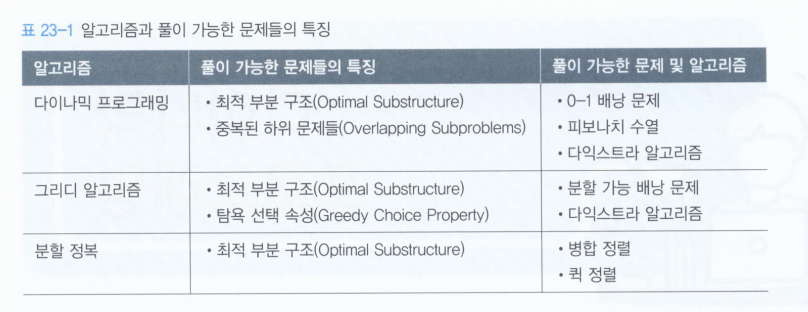 표 23-1 알고리즘과 풀이 가능한 문제들의 특징
알고리즘 풀이 가능한 문제들의 특징 풀이 가능한 문제 및 알고리즘
다이나믹 프로그래밍 • 최적 부분 구조(Optimal Substructure) • 0-1 배낭 문제
• 중복된 하위 문제들(Overlapping Subproblems) • 피보나치 수열
• 다익스트라 알고리즘
그리디 알고리즘 • 최적 부분 구조(Optimal Substructure) • 분할 가능 배낭 문제
• 탐욕 선택 속성(Greedy Choice Property) • 다익스트라 알고리즘
분할 정복 • 최적 부분 구조(Optimal Substructure) • 병합 정렬
• 퀵 정렬